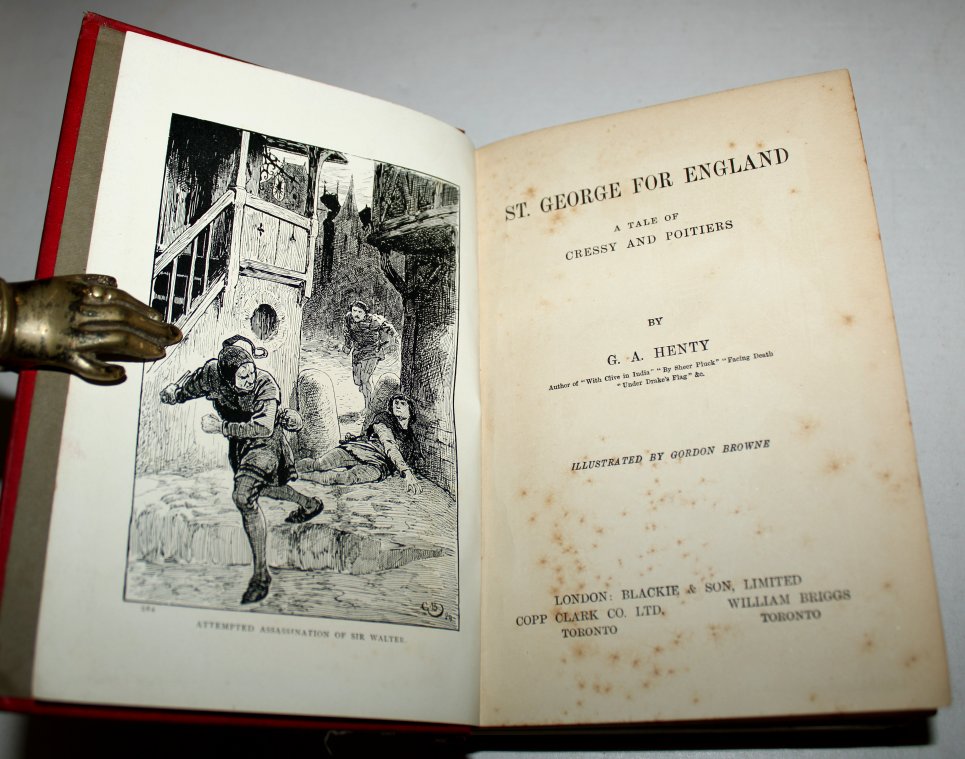 ATTEMPTED ASSASSINATION OF SIR WALTER.
ST. GEORGE FOR ENGLAND
A TALE OF
CRESSY AND POITIERS
BY
G. A. HENTY
Author of "With Clive in India" "By Sheer Pluck" "Facing Death
"Under Drake's Flag" &c.
ILLUSTRATED BY GORDON BROWNE
LONDON: BLACKIE & SON, LIMITED
COPP CLARK CO. LTD. WILLIAM BRIGGS
TORONTO TORONTO